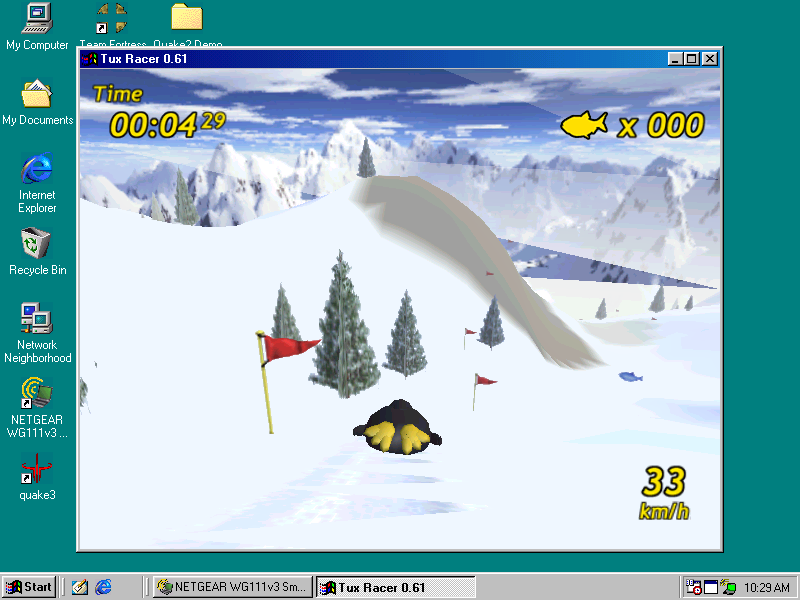 My Computer
Team Fortress
Quake2 Demo
Tux Racer 0.61
Time
00:04 29
x 000
My Documents
Internet
Explorer
Recycle Bin
Network
Neighborhood
NETGEAR
WG111v3 ...
quake3
33
km/h
Start
NETGEAR WG111v3 Sm...
Tux Racer 0.61
10:29 AM